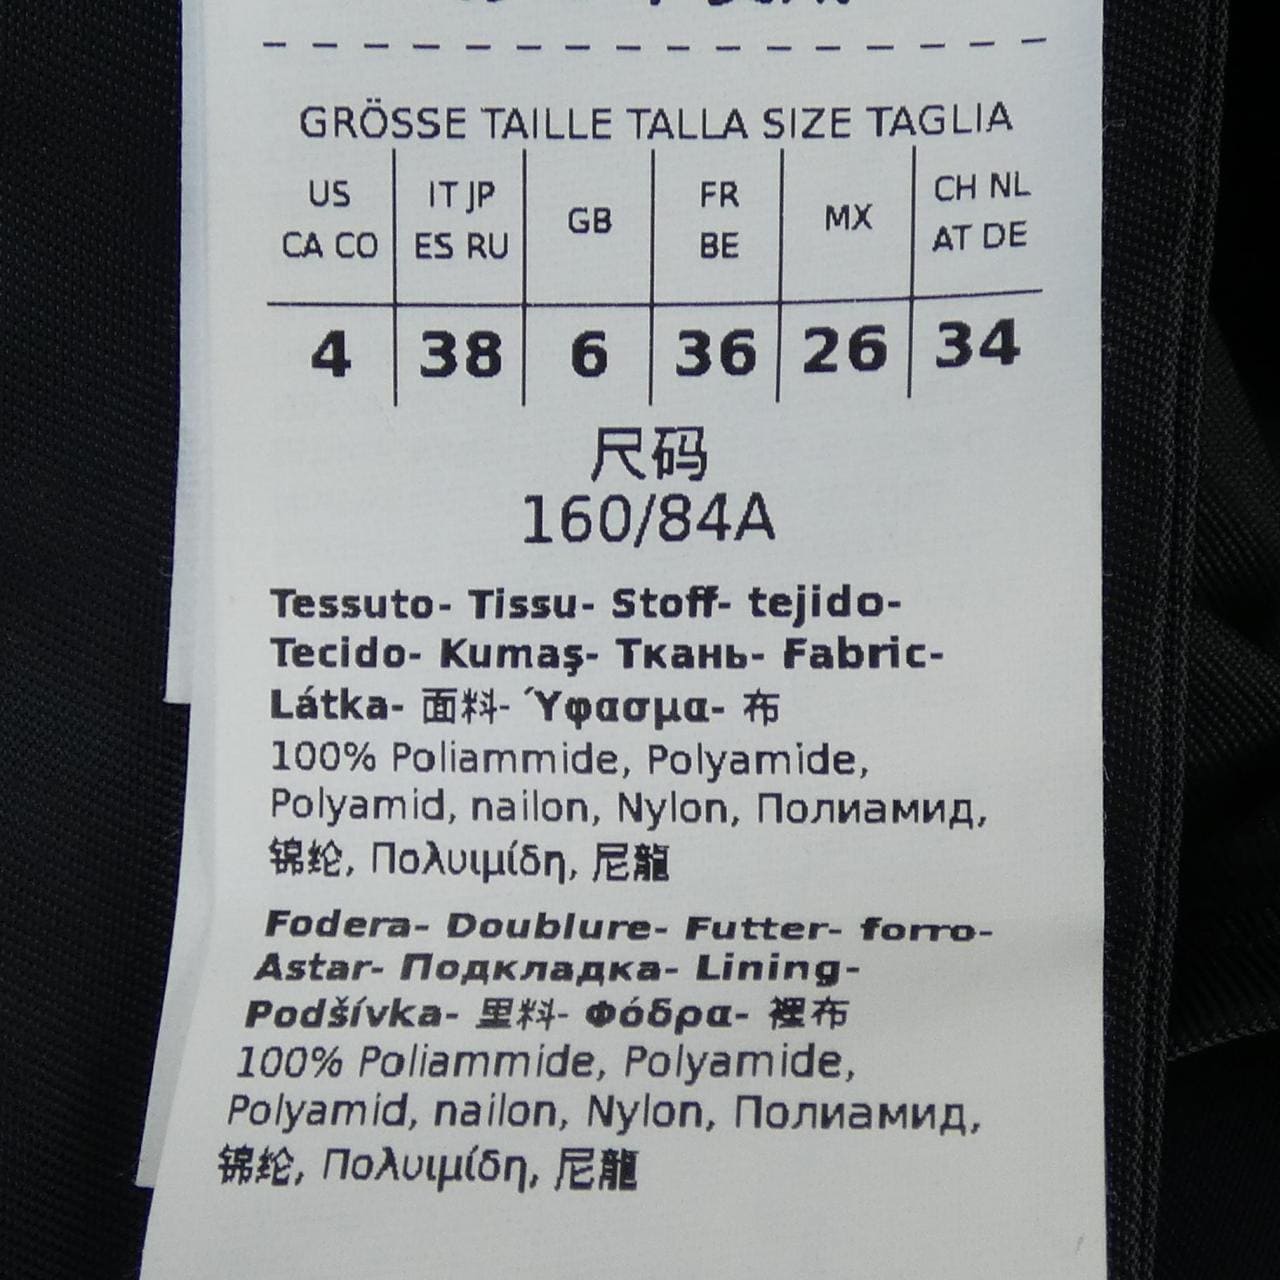 GRÖSSE TAILLE TALLA SIZE TAGLIA
US IT JP GB FR MX CH NL
CA CO ES RU BE AT DE
4 38 6 36 26 34
尺码
160/84A
Tessuto- Tissu- Stoff- tejido-
Tecido- Kumaş- Ткань- Fabric-
Látka- 面料- Ύφασμα- 布
100% Poliammide, Polyamide,
Polyamid, nailon, Nylon, Полиамид,
锦纶, Πολυιμίδη, 尼龍
Fodera- Doublure- Futter- forro-
Astar- Подкладка- Lining-
Podšívka- 里料- Φόδρα- 裡布
100% Poliammide, Polyamide,
Polyamid, nailon, Nylon, Полиамид,
锦纶, Πολυιμίδη, 尼龍